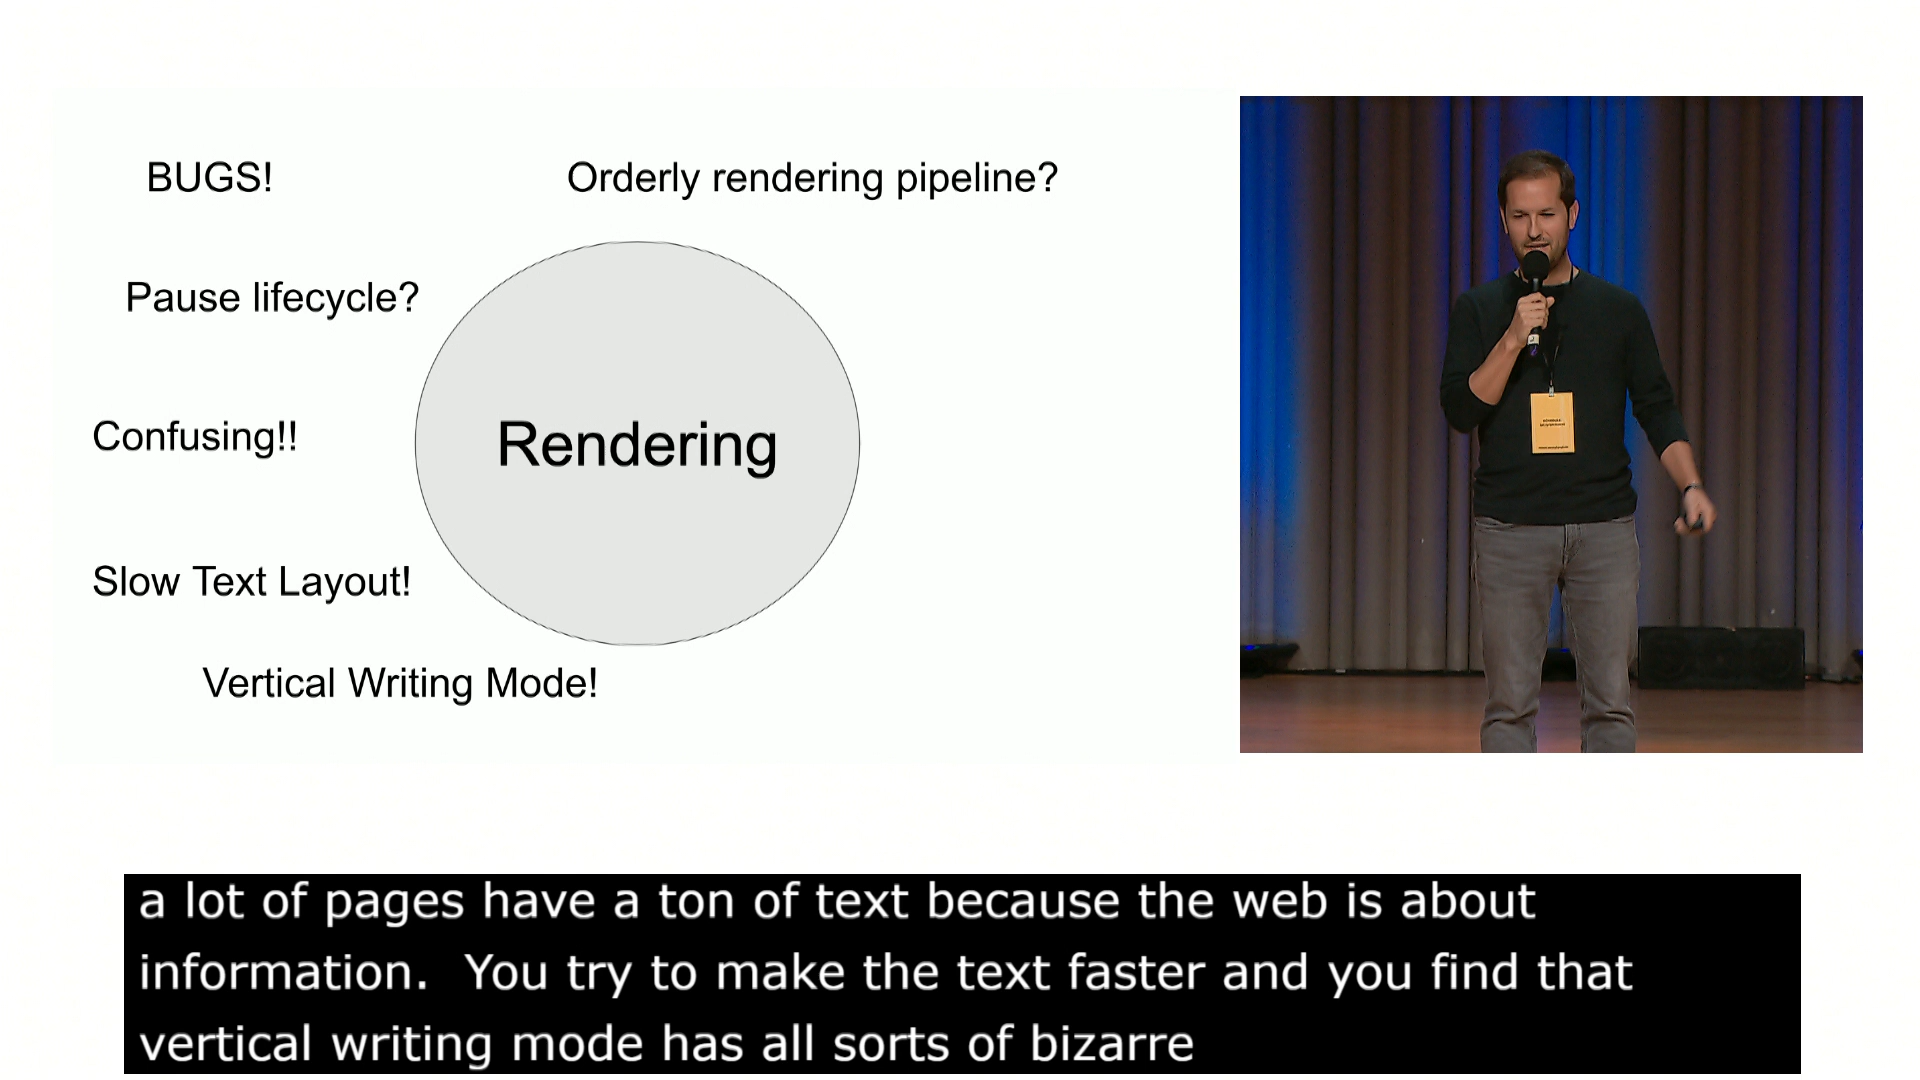 BUGS!
Orderly rendering pipeline?
Pause lifecycle?
Confusing!!
Rendering
Slow Text Layout!
Vertical Writing Mode!
a lot of pages have a ton of text because the web is about
information.  You try to make the text faster and you find that
vertical writing mode has all sorts of bizarre